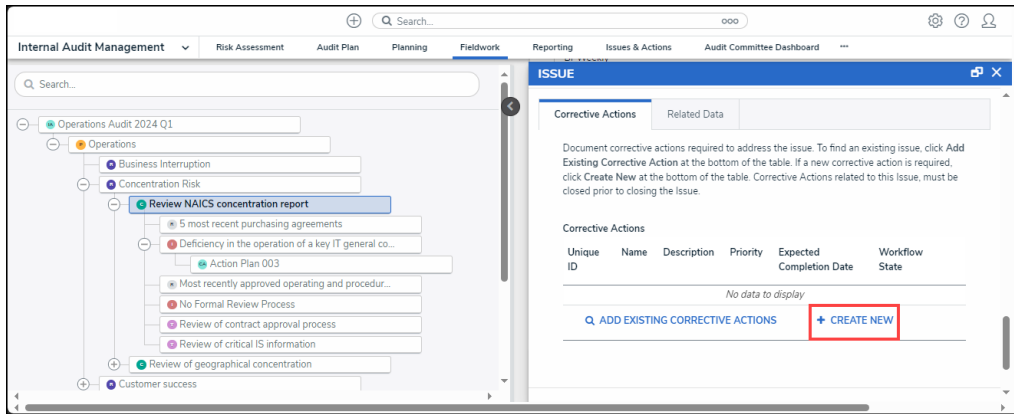 Search...
Internal Audit Management
Risk Assessment
Audit Plan
Planning
Fieldwork
Reporting
Issues & Actions
Audit Committee Dashboard
Search...
Operations Audit 2024 Q1
Operations
Business Interruption
Concentration Risk
Review NAICS concentration report
5 most recent purchasing agreements
Deficiency in the operation of a key IT general co...
Action Plan 003
Most recently approved operating and procedur...
No Formal Review Process
Review of contract approval process
Review of critical IS information
Review of geographical concentration
Customer success
ISSUE
Corrective Actions
Related Data
Document corrective actions required to address the issue. To find an existing issue, click Add
Existing Corrective Action at the bottom of the table. If a new corrective action is required,
click Create New at the bottom of the table. Corrective Actions related to this Issue, must be
closed prior to closing the Issue.
Corrective Actions
Unique ID
Name
Description
Priority
Expected Completion Date
Workflow State
No data to display
ADD EXISTING CORRECTIVE ACTIONS
+ CREATE NEW